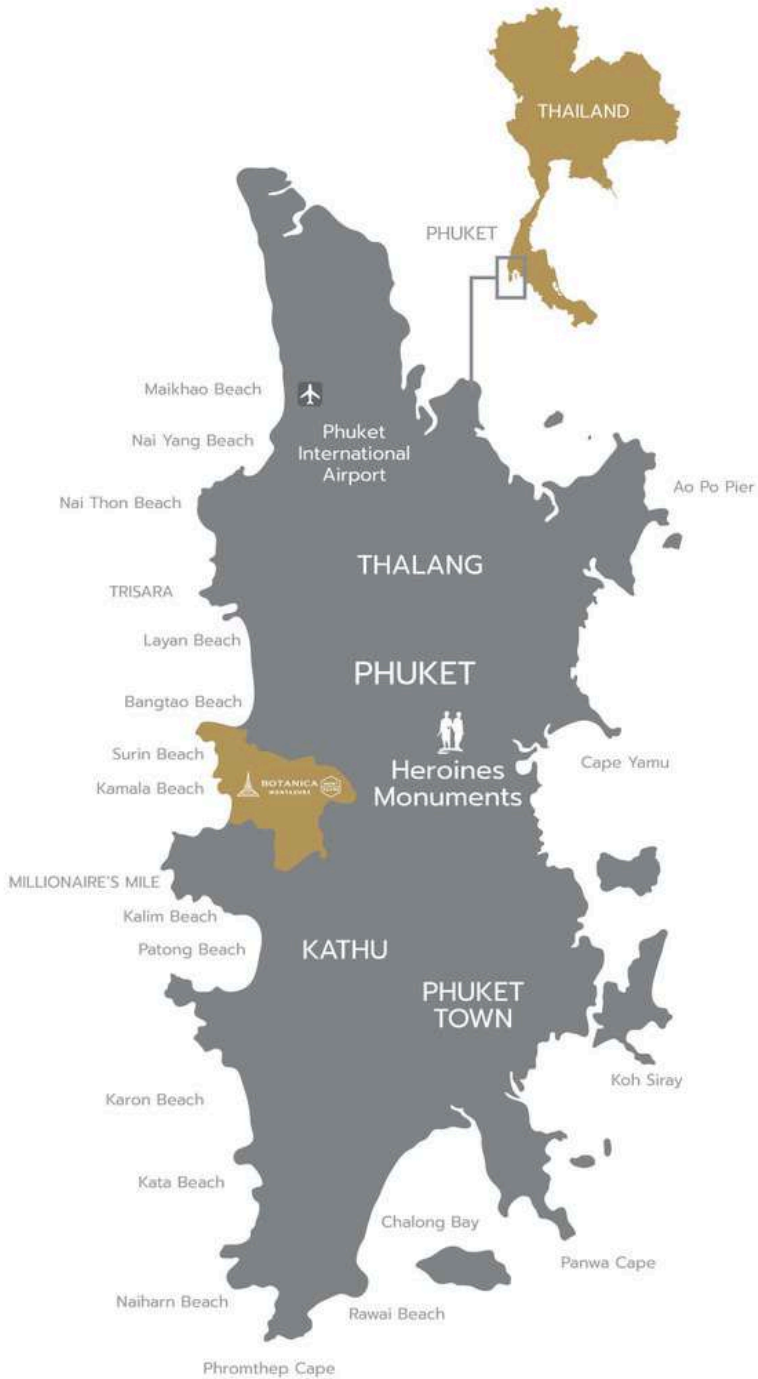 THAILAND
PHUKET
Maikhao Beach
Nai Yang Beach
Phuket
International
Airport
Nai Thon Beach
Ao Po Pier
THALANG
TRISARA
Layan Beach
PHUKET
Bangtao Beach
Surin Beach
Cape Yamu
Heroines
Monuments
Kamala Beach
BOTANICA
MONTAZURE
MILLIONAIRE'S MILE
Kalim Beach
Patong Beach
KATHU
PHUKET
TOWN
Koh Siray
Karon Beach
Kata Beach
Chalong Bay
Panwa Cape
Naiharn Beach
Rawai Beach
Phromthep Cape